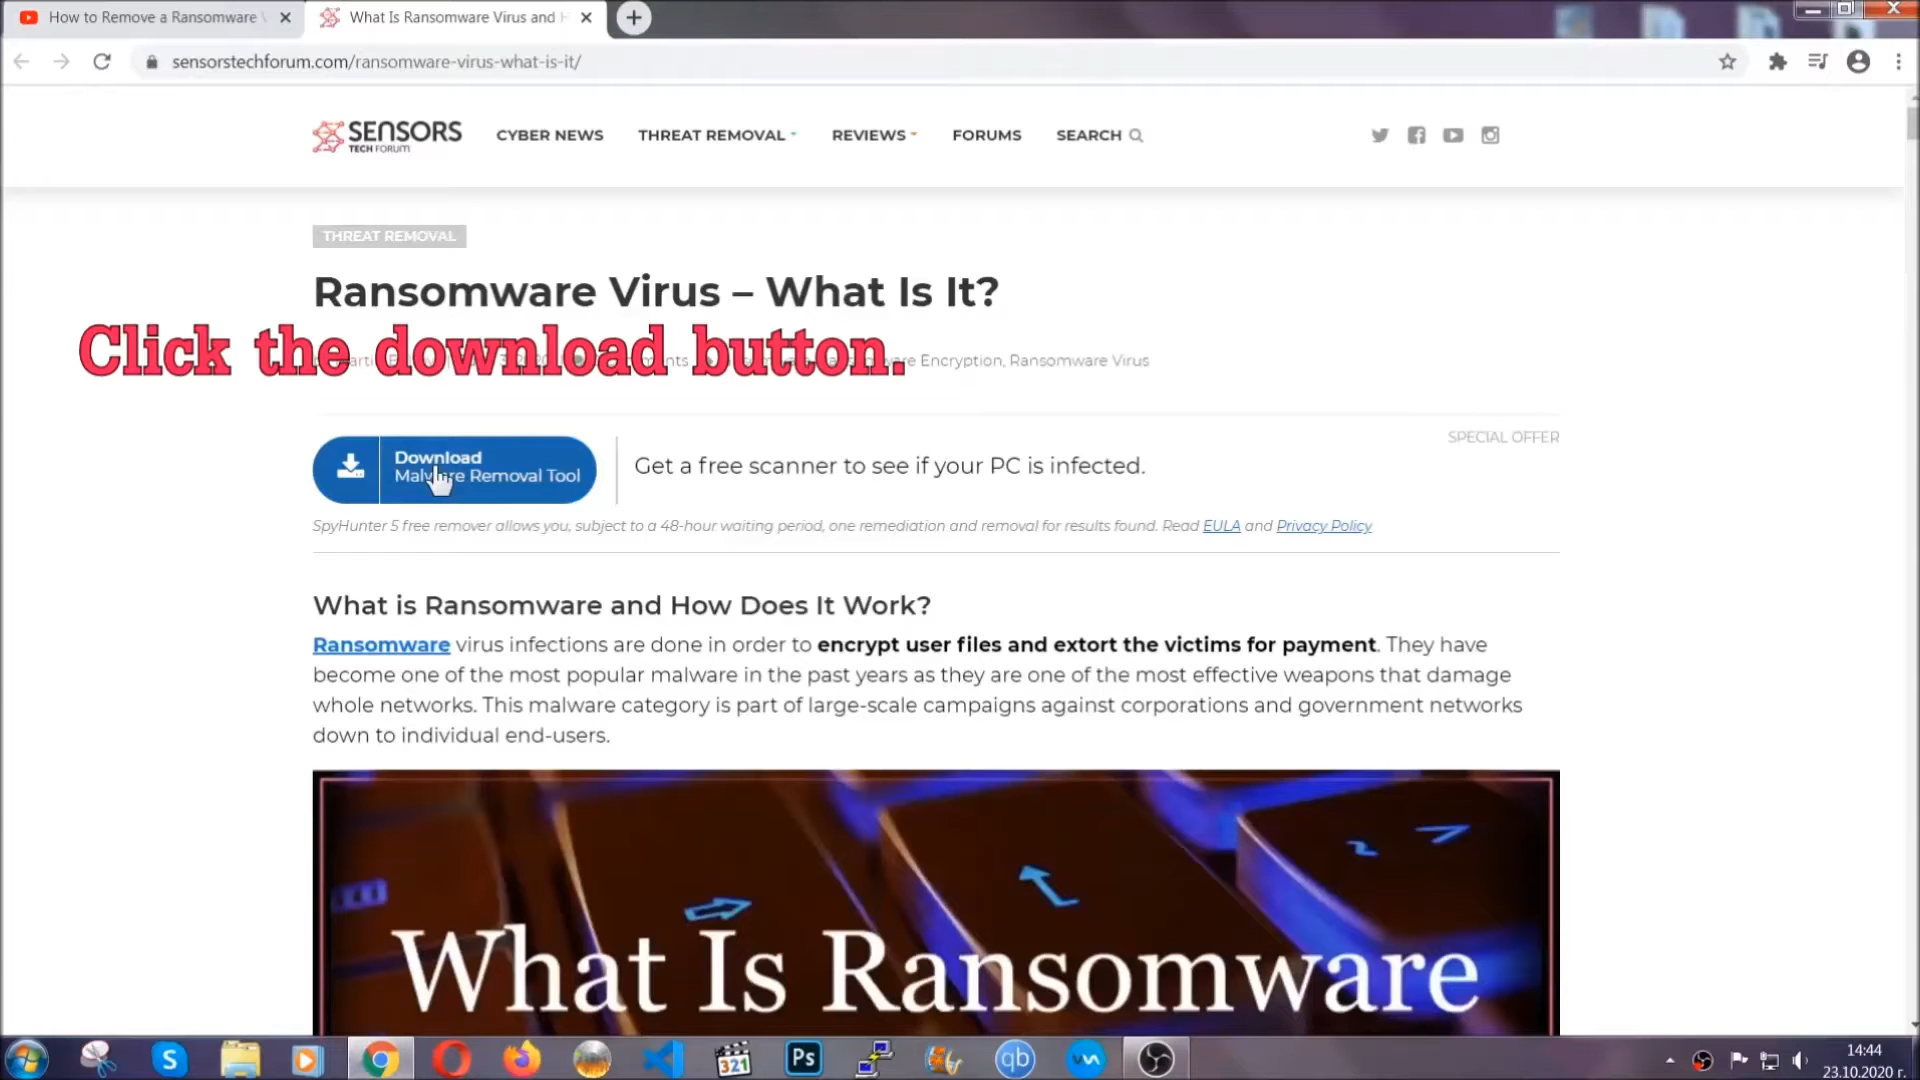 How to Remove a Ransomware
What Is Ransomware Virus and
sensorstechforum.com/ransomware-virus-what-is-it/
SENSORS
TECH FORUM
CYBER NEWS
THREAT REMOVAL
REVIEWS
FORUMS
SEARCH
THREAT REMOVAL
Ransomware Virus – What Is It?
Click the download button.
Encryption, Ransomware Virus
SPECIAL OFFER
Download
Malware Removal Tool
Get a free scanner to see if your PC is infected.
SpyHunter 5 free remover allows you, subject to a 48-hour waiting period, one remediation and removal for results found. Read EULA and Privacy Policy
What is Ransomware and How Does It Work?
Ransomware virus infections are done in order to encrypt user files and extort the victims for payment. They have
become one of the most popular malware in the past years as they are one of the most effective weapons that damage
whole networks. This malware category is part of large-scale campaigns against corporations and government networks
down to individual end-users.
What Is Ransomware
S
321
Ps
qb
14:44
23.10.2020 г.